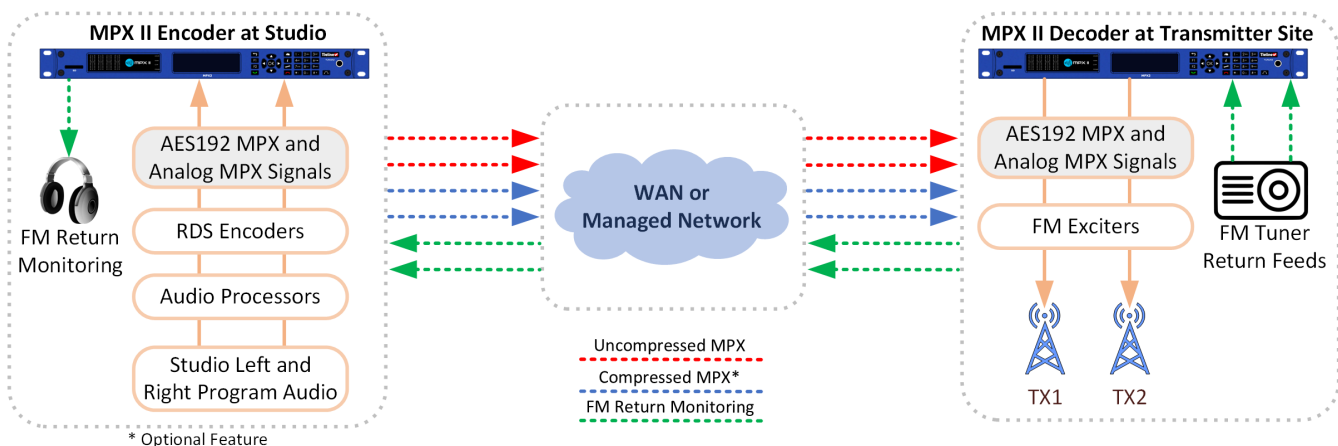 MPX II Encoder at Studio
AES192 MPX and
Analog MPX Signals
RDS Encoders
Audio Processors
Studio Left and
Right Program Audio
FM Return
Monitoring
* Optional Feature
WAN or
Managed Network
Uncompressed MPX
Compressed MPX*
FM Return Monitoring
MPX II Decoder at Transmitter Site
AES192 MPX and
Analog MPX Signals
FM Exciters
TX1
TX2
FM Tuner
Return Feeds